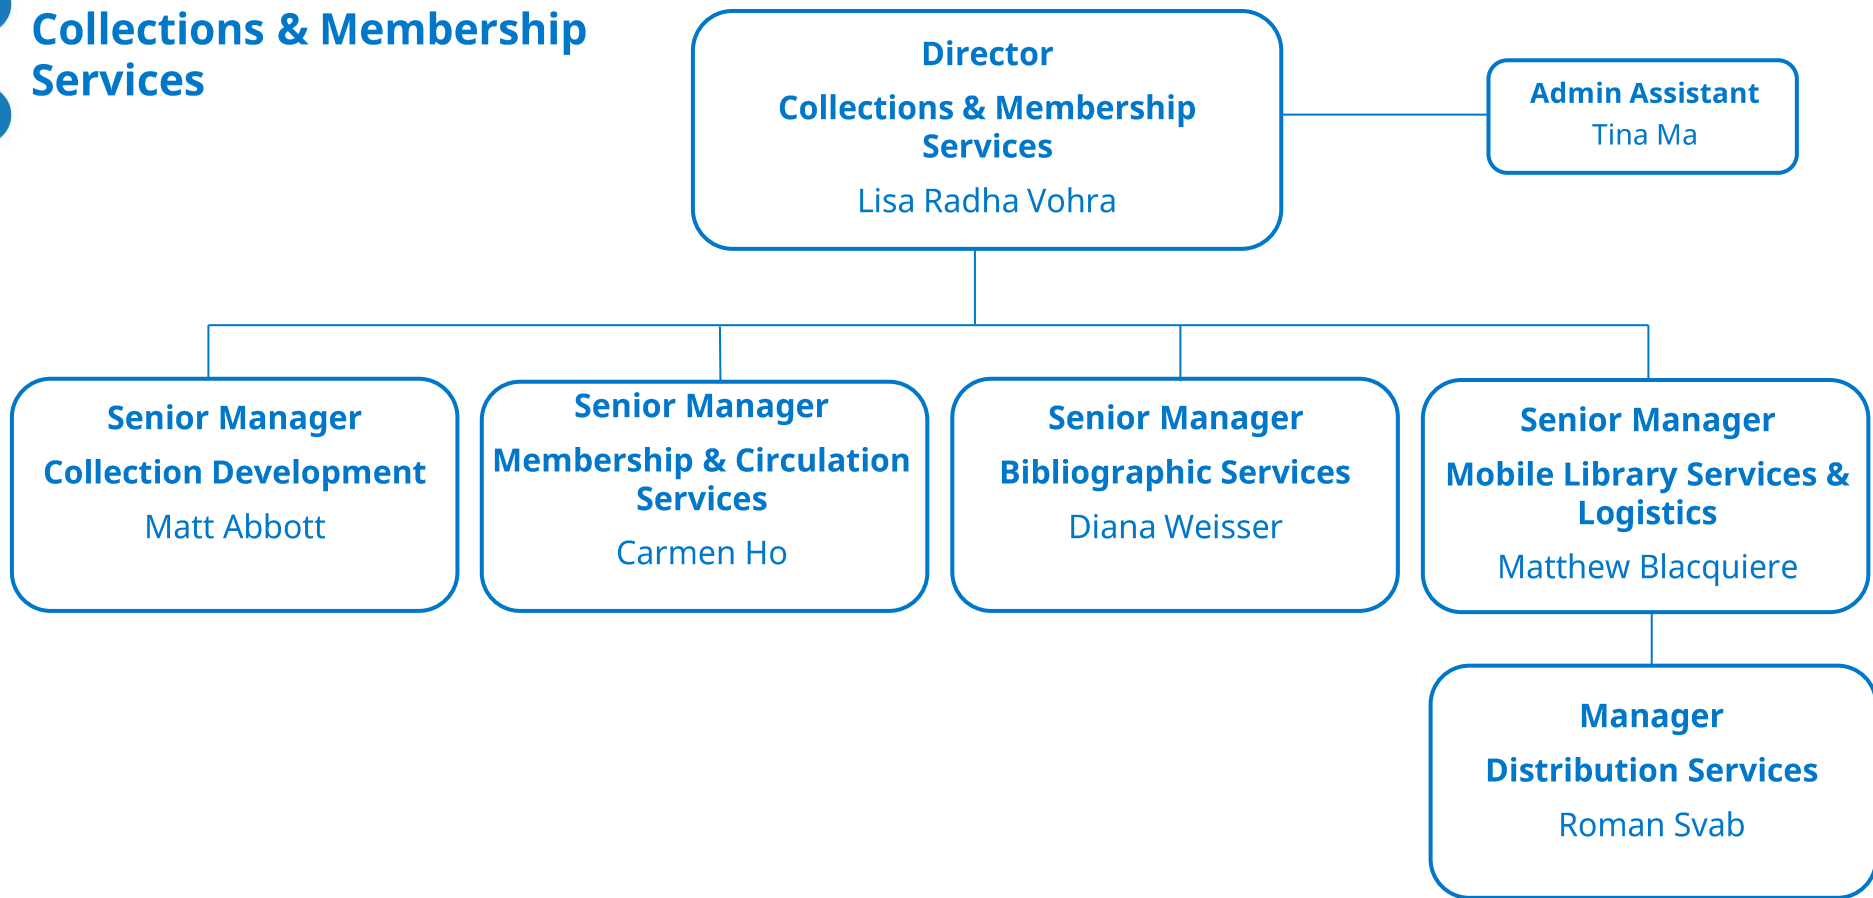 Collections & Membership
Services
Director
Collections & Membership
Services
Lisa Radha Vohra
Admin Assistant
Tina Ma
Senior Manager
Collection Development
Matt Abbott
Senior Manager
Membership & Circulation
Services
Carmen Ho
Senior Manager
Bibliographic Services
Diana Weisser
Senior Manager
Mobile Library Services &
Logistics
Matthew Blacquiere
Manager
Distribution Services
Roman Svab